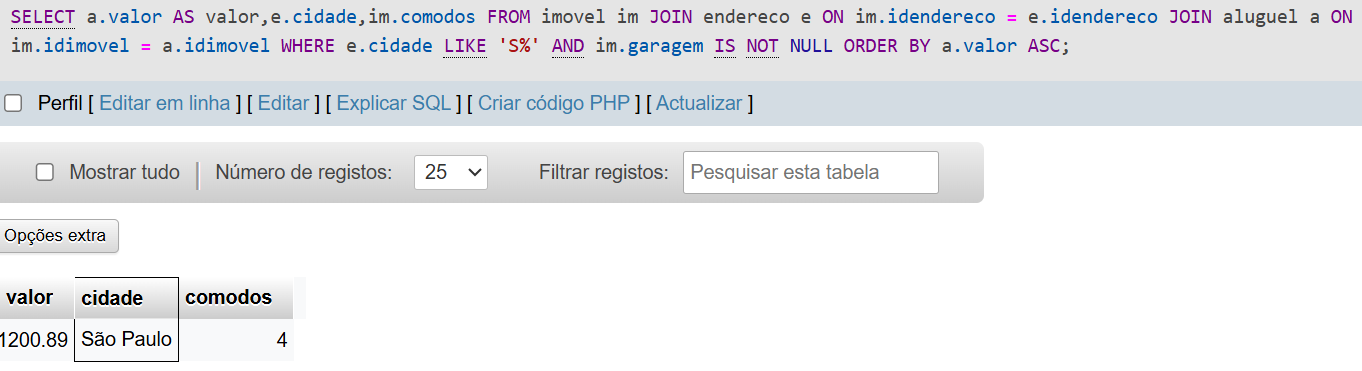 SELECT a.valor AS valor,e.cidade,im.comodos FROM imovel im JOIN endereco e ON im.idendereco = e.idendereco JOIN aluguel a ON
im.idimovel = a.idimovel WHERE e.cidade LIKE 'S%' AND im.garagem IS NOT NULL ORDER BY a.valor ASC;
Perfil [ Editar em linha ] [ Editar ] [ Explicar SQL ] [ Criar código PHP ] [ Actualizar ]
Mostrar tudo Número de registos: 25 Filtrar registos: Pesquisar esta tabela
Opções extra
valor cidade comodos
1200.89 São Paulo 4